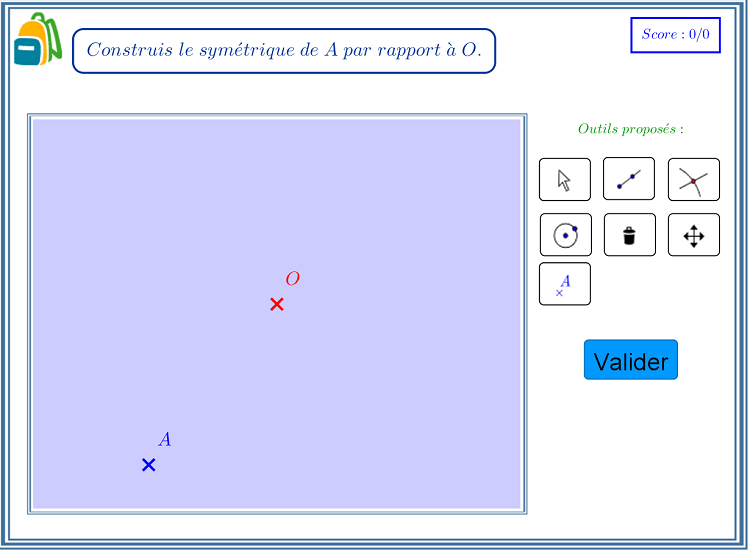 Construis le symétrique de A par rapport à O.
Score : 0/0
Outils proposés :
A
Valider
O
A